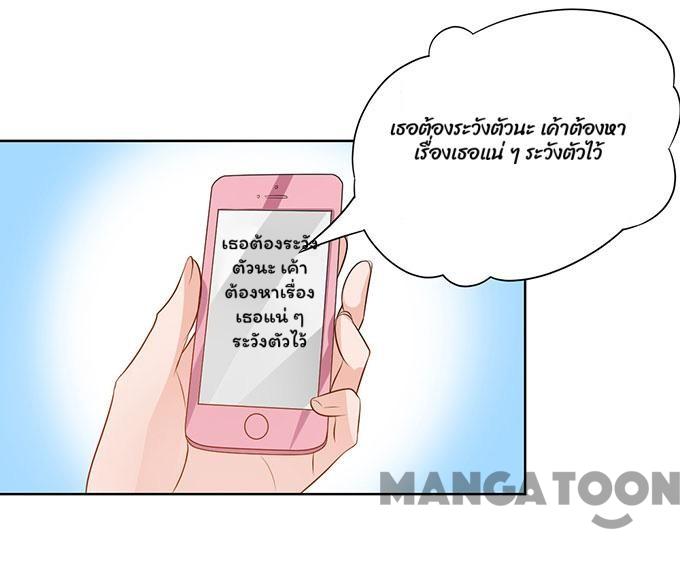 เธอต้องระวังตัวนะ เค้าต้องหา
เรื่องเธอแน่ ๆ ระวังตัวไว้
เธอต้องระวัง
ตัวนะ เค้า
ต้องหาเรื่อง
เธอแน่ ๆ
ระวังตัวไว้
MANGATOON